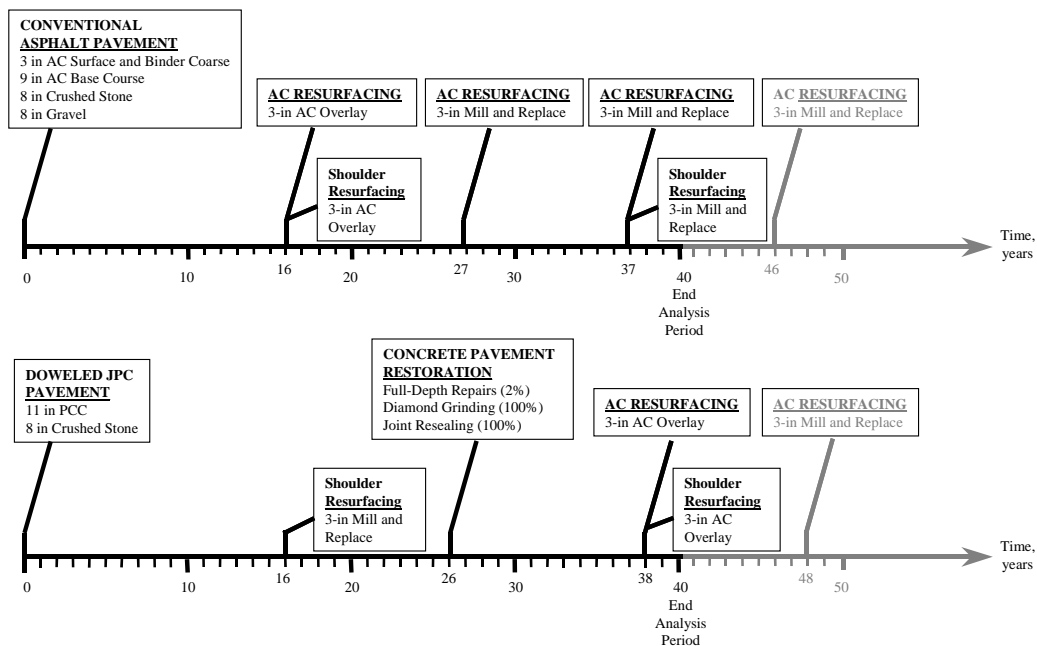 CONVENTIONAL
ASPHALT PAVEMENT
3 in AC Surface and Binder Coarse
9 in AC Base Course
8 in Crushed Stone
8 in Gravel
AC RESURFACING
3-in AC Overlay
AC RESURFACING
3-in Mill and Replace
AC RESURFACING
3-in Mill and Replace
AC RESURFACING
3-in Mill and Replace
Shoulder
Resurfacing
3-in AC
Overlay
Shoulder
Resurfacing
3-in Mill and
Replace
Time,
years
0
10
16
20
27
30
37
40
46
50
End
Analysis
Period
DOWELED JPC
PAVEMENT
11 in PCC
8 in Crushed Stone
CONCRETE PAVEMENT
RESTORATION
Full-Depth Repairs (2%)
Diamond Grinding (100%)
Joint Resealing (100%)
AC RESURFACING
3-in AC Overlay
AC RESURFACING
3-in Mill and Replace
Shoulder
Resurfacing
3-in Mill and
Replace
Shoulder
Resurfacing
3-in AC
Overlay
Time,
years
0
10
16
20
26
30
38
40
48
50
End
Analysis
Period